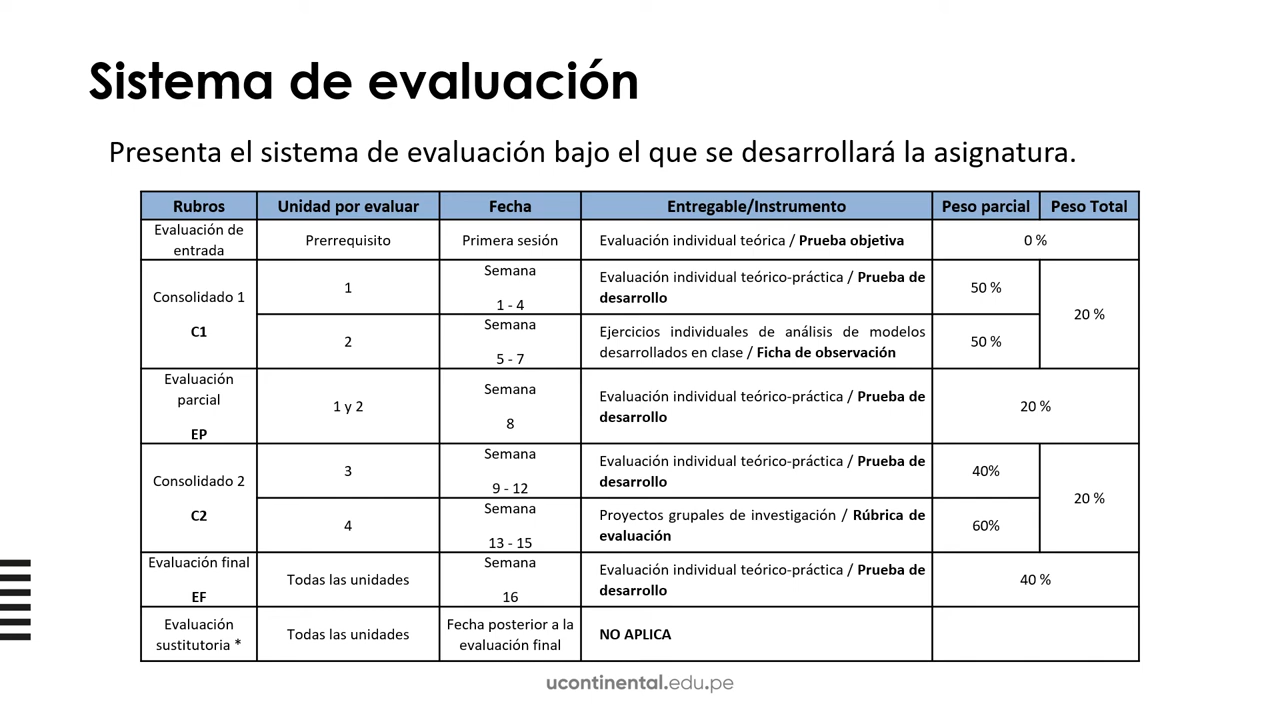 Sistema de evaluación
Presenta el sistema de evaluación bajo el que se desarrollará la asignatura.
Rubros Unidad por evaluar Fecha Entregable/Instrumento Peso parcial Peso Total
Evaluación de
entrada
Prerrequisito
Primera sesión
Evaluación individual teórica / Prueba objetiva
0 %
Consolidado 1
C1
1
Semana
1 - 4
Evaluación individual teórico-práctica / Prueba de
desarrollo
50 %
20 %
2
Semana
5 - 7
Ejercicios individuales de análisis de modelos
desarrollados en clase / Ficha de observación
50 %
Evaluación
parcial
EP
1 y 2
Semana
8
Evaluación individual teórico-práctica / Prueba de
desarrollo
20 %
Consolidado 2
C2
3
Semana
9 - 12
Evaluación individual teórico-práctica / Prueba de
desarrollo
40%
20 %
4
Semana
13 - 15
Proyectos grupales de investigación / Rúbrica de
evaluación
60%
Evaluación final
EF
Todas las unidades
Semana
16
Evaluación individual teórico-práctica / Prueba de
desarrollo
40 %
Evaluación
sustitutoria *
Todas las unidades
Fecha posterior a la
evaluación final
NO APLICA
ucontinental.edu.pe